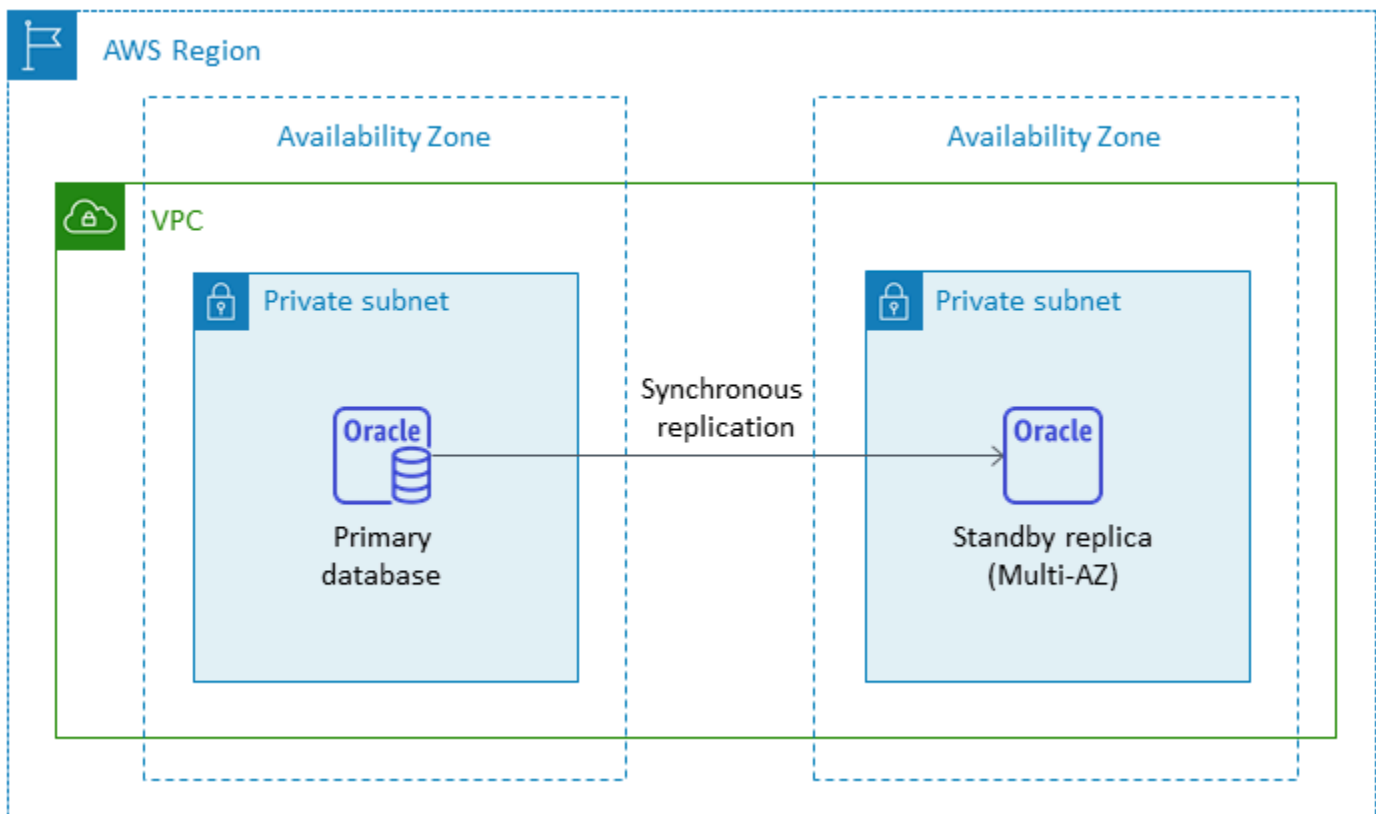 AWS Region
Availability Zone
Availability Zone
VPC
Private subnet
Private subnet
Synchronous
replication
Oracle
Oracle
Primary
database
Standby replica
(Multi-AZ)